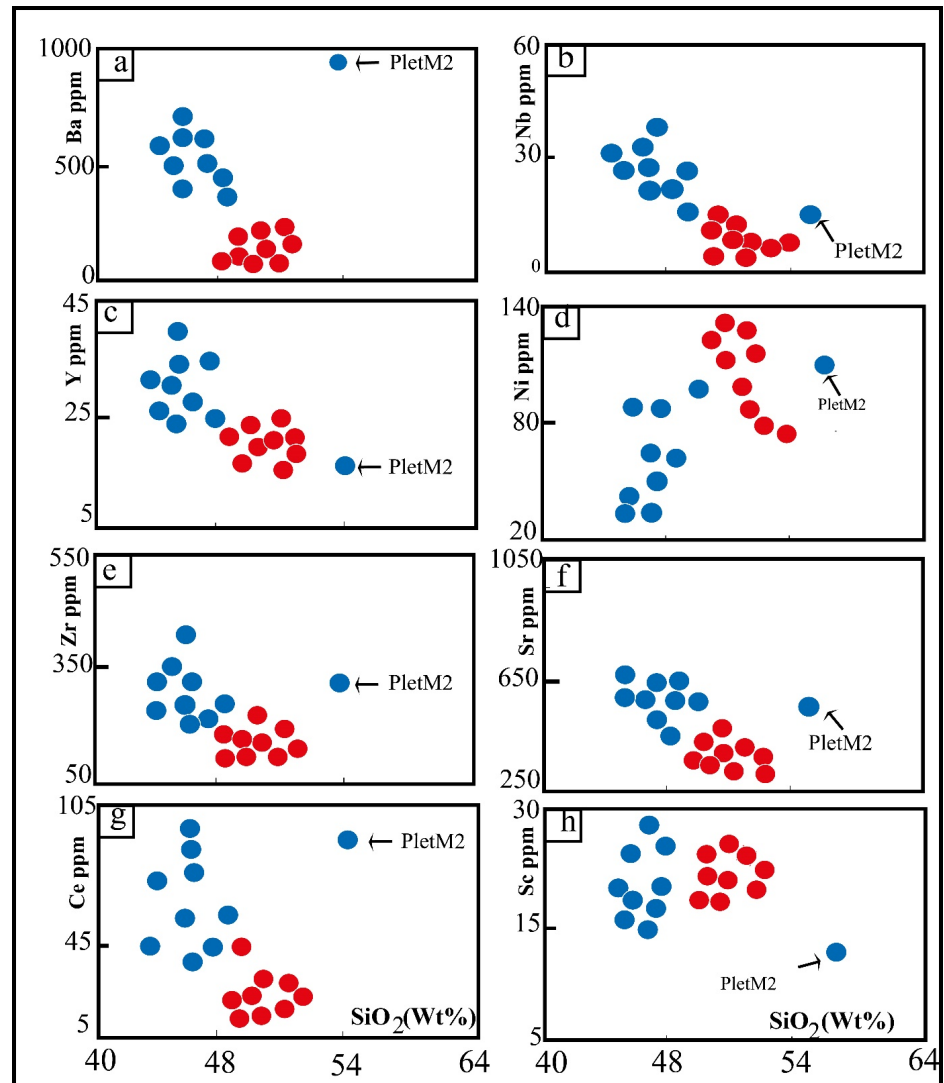 a
1000
500
0
Ba ppm
PletM2
b
60
30
0
Nb ppm
PletM2
c
45
25
5
Y ppm
PletM2
d
140
80
20
Ni ppm
PletM2
e
550
350
50
Zr ppm
PletM2
f
1050
650
250
Sr ppm
PletM2
g
105
45
5
Ce ppm
PletM2
SiO2(Wt%)
40 48 54 64
h
30
15
5
Sc ppm
PletM2
SiO2(Wt%)
40 48 54 64